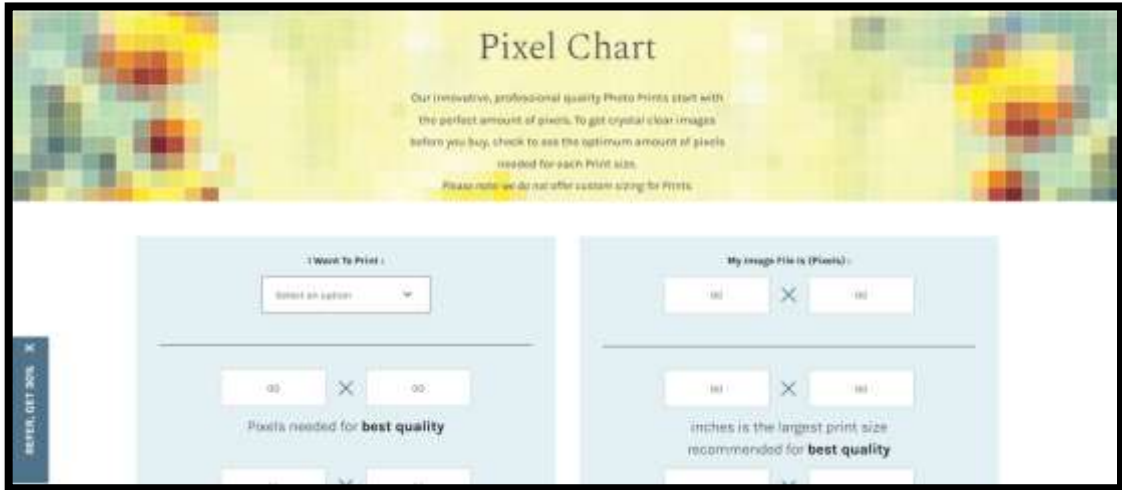 Pixel Chart
Our innovative, professional quality Photo Prints start with
the perfect amount of pixels. To get crystal clear images
before you buy, check to see the optimum amount of pixels
needed for each Print size.
Please note we do not offer custom sizing for Prints.
I Want To Print :
Select an option
00 X 00
Pixels needed for best quality
My Image File Is (Pixels) :
00 X 00
00 X 00
inches is the largest print size
recommended for best quality
REFER, GET 30% X